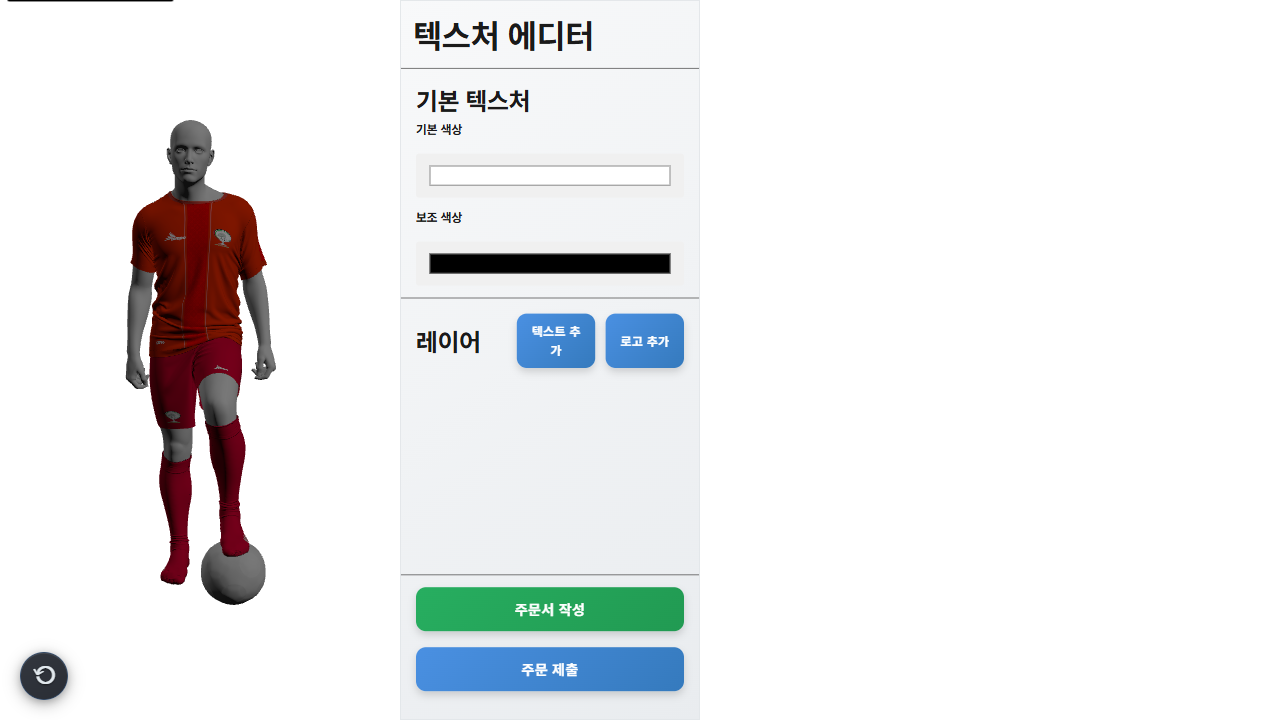 텍스처 에디터
기본 텍스처
기본 색상
보조 색상
레이어
텍스트 추
가
로고 추가
주문서 작성
주문 제출